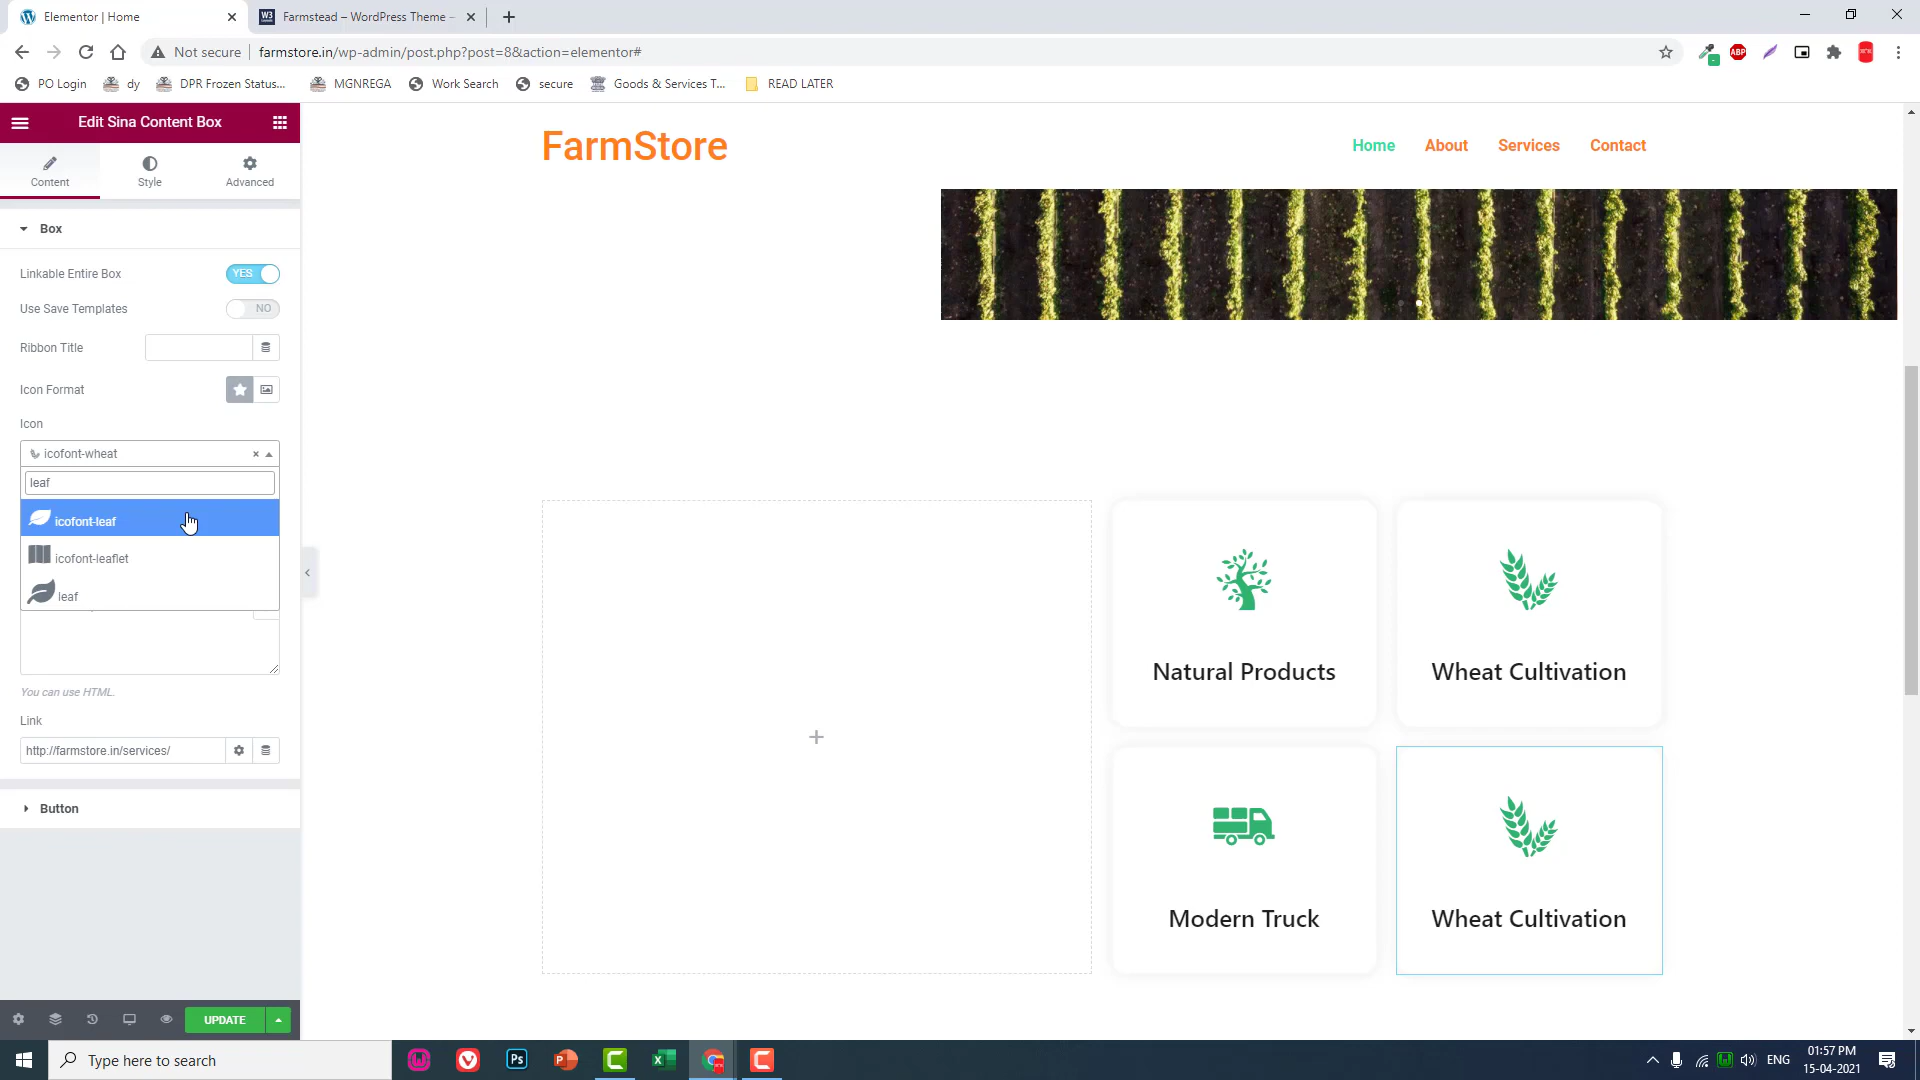 Elementor | Home
Farmstead – WordPress Theme –
Not secure
farmstore.in/wp-admin/post.php?post=8&action=elementor#
ABP
PO Login
dy
DPR Frozen Status...
MGNREGA
Work Search
secure
Goods & Services T...
READ LATER
Edit Sina Content Box
Content
Style
Advanced
Box
Linkable Entire Box
YES
Use Save Templates
NO
Ribbon Title
Icon Format
Icon
icofont-wheat
leaf
icofont-leaf
icofont-leaflet
leaf
You can use HTML.
Link
http://farmstore.in/services/
Button
UPDATE
FarmStore
Home
About
Services
Contact
Natural Products
Wheat Cultivation
Modern Truck
Wheat Cultivation
Type here to search
Ps
ENG
01:57 PM
15-04-2021